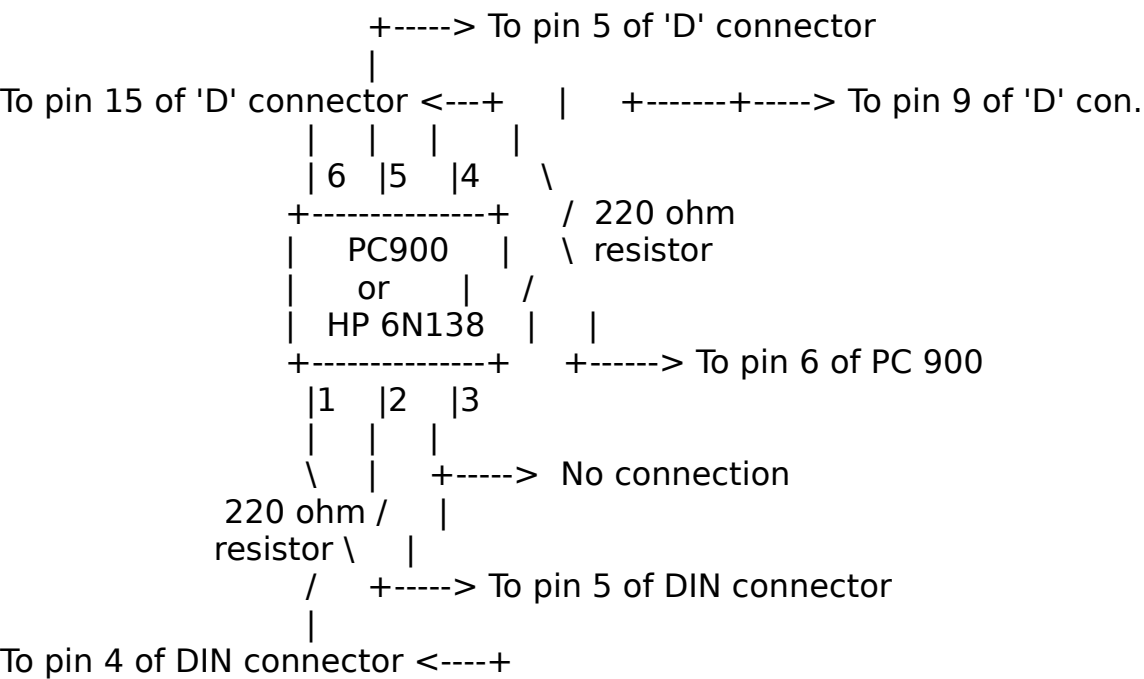 +-----> To pin 5 of 'D' connector
|
To pin 15 of 'D' connector <---+ | +-------+-----> To pin 9 of 'D' con.
| | | |
| 6 |5 |4 \
+---------------+ / 220 ohm
| PC900 | \ resistor
| or | /
| HP 6N138 | |
+---------------+ +------> To pin 6 of PC 900
|1 |2 |3
| | |
\ | +-----> No connection
220 ohm / |
resistor \ |
/ +-----> To pin 5 of DIN connector
|
To pin 4 of DIN connector <----+